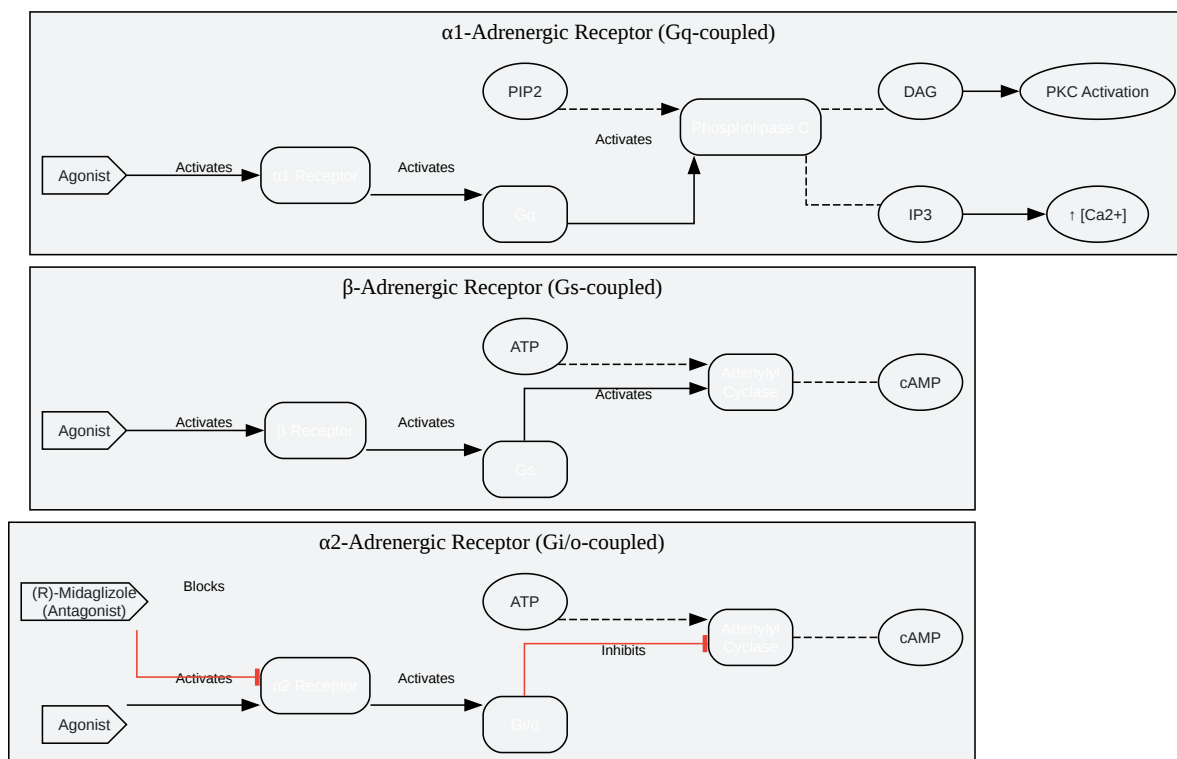 α1-Adrenergic Receptor (Gq-coupled)
PIP2
DAG
PKC Activation
Phospholipase C
Activates
Agonist
Activates
α1 Receptor
Activates
Gq
IP3
↑ [Ca2+]
β-Adrenergic Receptor (Gs-coupled)
ATP
Adenylyl
Cyclase
cAMP
Activates
Agonist
Activates
β Receptor
Activates
Gs
α2-Adrenergic Receptor (Gi/o-coupled)
(R)-Midaglizole
(Antagonist)
Blocks
ATP
Adenylyl
Cyclase
cAMP
Inhibits
Activates
α2 Receptor
Activates
Agonist
Gi/o